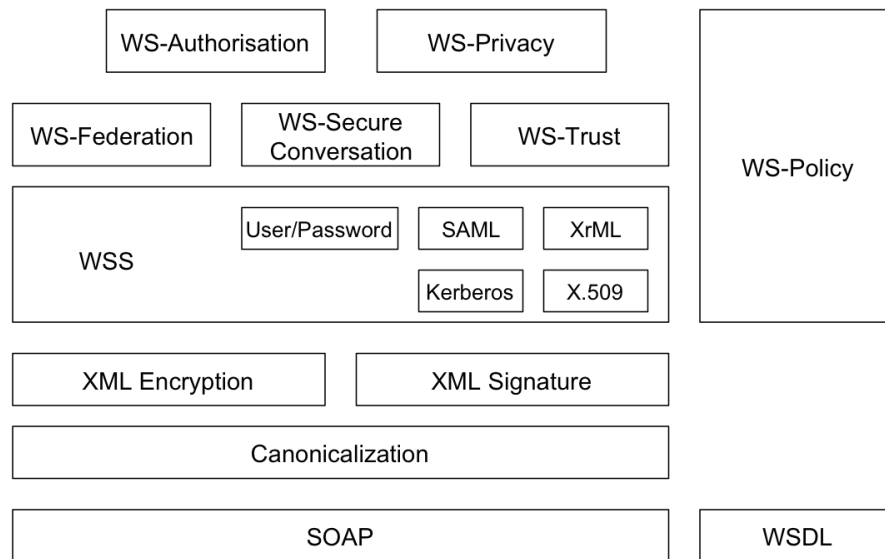 WS-Authorisation
WS-Privacy
WS-Federation
WS-Secure
Conversation
WS-Trust
WS-Policy
WSS
User/Password
SAML
XrML
Kerberos
X.509
XML Encryption
XML Signature
Canonicalization
SOAP
WSDL